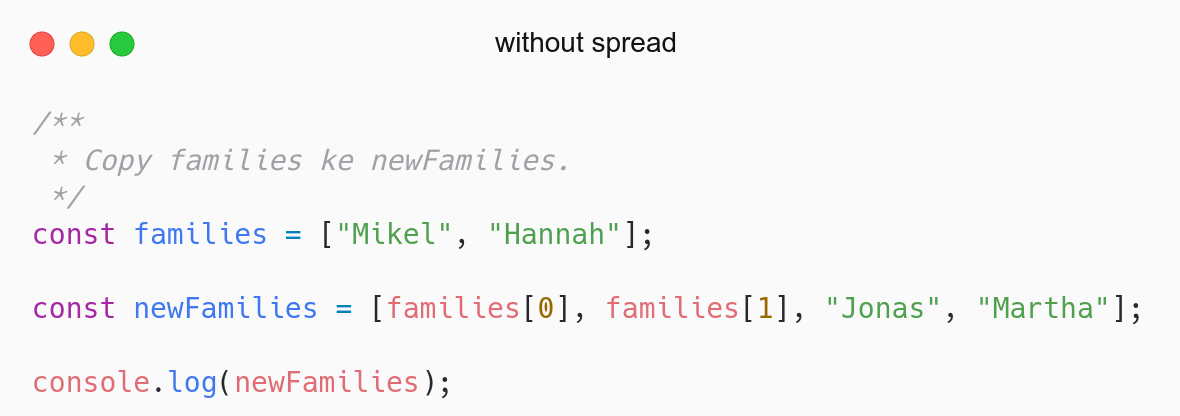 without spread
/**
 * Copy families ke newFamilies.
 */
const families = ["Mikel", "Hannah"];
const newFamilies = [families[0], families[1], "Jonas", "Martha"];
console.log(newFamilies);